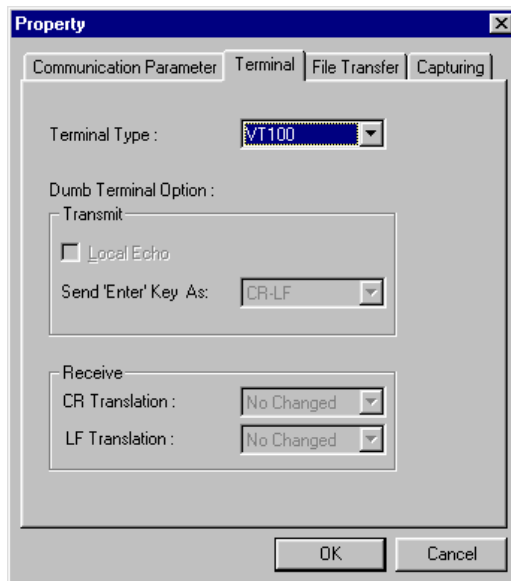 Property
Communication Parameter Terminal File Transfer Capturing
Terminal Type : VT100
Dumb Terminal Option :
Transmit
Local Echo
Send 'Enter' Key As: CR-LF
Receive
CR Translation : No Changed
LF Translation : No Changed
OK Cancel